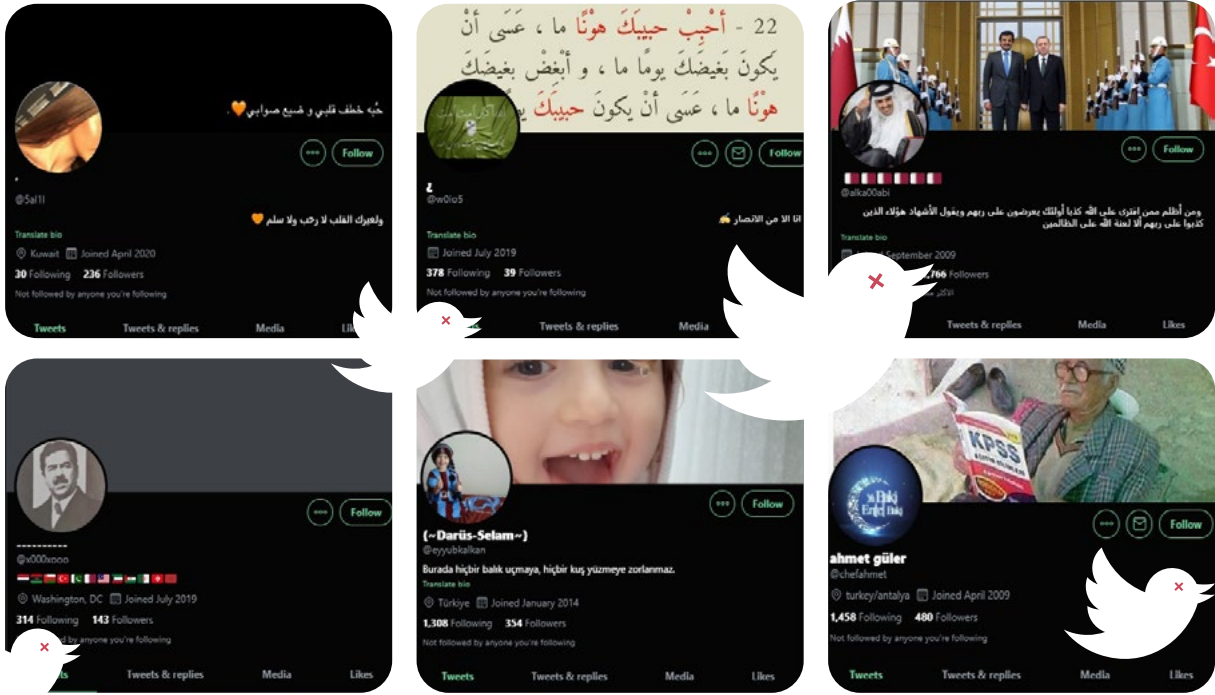 حُبه خطف قلبي و ضيع صوابي🧡.
Follow
@5al1l
ولغيرك القلب لا رحّب ولا سلم 🧡
Translate bio
Kuwait Joined April 2020
30 Following 236 Followers
Not followed by anyone you're following
Tweets Tweets & replies Media
22 - أَحْبِبْ حبيبَكَ هونًا ما ، عَسَى أنْ
يكونَ بَغيضَكَ يومًا ما ، و أبغِضْ بغيضَكَ
هونًا ما ، عَسَى أنْ يكونَ حبيبَكَ
Follow
¿
@w0io5
انا الا من الانصار ✍️
Translate bio
Joined July 2019
378 Following 39 Followers
Not followed by anyone you're following
Tweets & replies Media
Follow
🇶🇦🇶🇦🇶🇦🇶🇦🇶🇦🇶🇦
@alka00abi
ومن أظلم ممن افترى على الله كذبا أولئك يعرضون على ربهم ويقول الأشهاد هؤلاء الذين
كذبوا على ربهم ألا لعنة الله على الظالمين
Translate bio
September 2009
,766 Followers
Tweets & replies Media Likes
Follow
----------
@x000xooo
Washington, DC Joined July 2019
314 Following 143 Followers
by anyone you're following
Tweets & replies Media Likes
Follow
(~Darüs-Selam~)
@eyyubkalkan
Burada hiçbir balık uçmaya, hiçbir kuş yüzmeye zorlanmaz.
Translate bio
Türkiye Joined January 2014
1,308 Following 354 Followers
Not followed by anyone you're following
Tweets Tweets & replies Media Likes
KPSS
Follow
ahmet güler
@chefahmet
turkey/antalya Joined April 2009
1,458 Following 480 Followers
Not followed by anyone you're following
Tweets Tweets & replies Media Likes